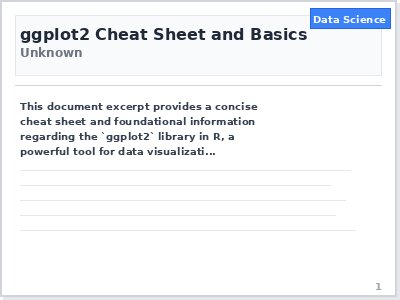 Data Science
ggplot2 Cheat Sheet and Basics
Unknown
This document excerpt provides a concise
cheat sheet and foundational information
regarding the `ggplot2` library in R, a
powerful tool for data visualizati...
1